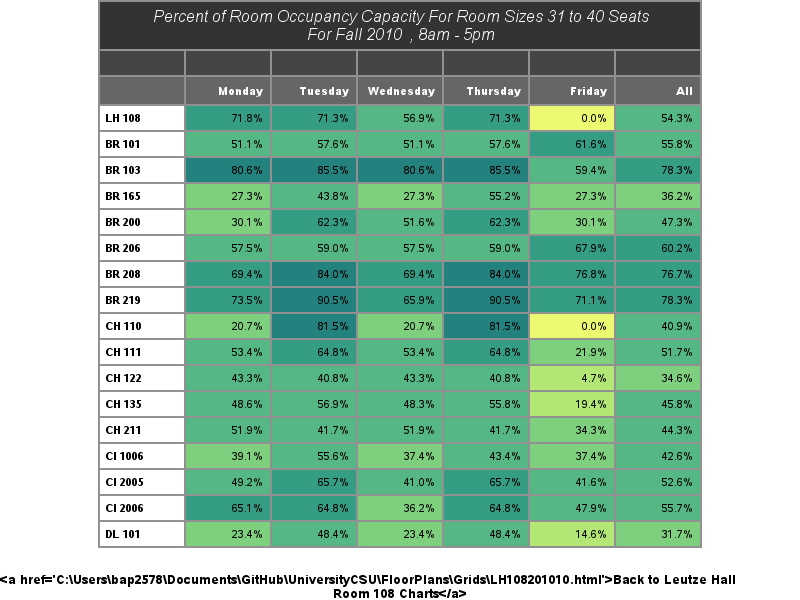 Percent of Room Occupancy Capacity For Room Sizes 31 to 40 Seats
For Fall 2010 , 8am - 5pm
Monday Tuesday Wednesday Thursday Friday All
LH 108 71.8% 71.3% 56.9% 71.3% 0.0% 54.3%
BR 101 51.1% 57.6% 51.1% 57.6% 61.6% 55.8%
BR 103 80.6% 85.5% 80.6% 85.5% 59.4% 78.3%
BR 165 27.3% 43.8% 27.3% 55.2% 27.3% 36.2%
BR 200 30.1% 62.3% 51.6% 62.3% 30.1% 47.3%
BR 206 57.5% 59.0% 57.5% 59.0% 67.9% 60.2%
BR 208 69.4% 84.0% 69.4% 84.0% 76.8% 76.7%
BR 219 73.5% 90.5% 65.9% 90.5% 71.1% 78.3%
CH 110 20.7% 81.5% 20.7% 81.5% 0.0% 40.9%
CH 111 53.4% 64.8% 53.4% 64.8% 21.9% 51.7%
CH 122 43.3% 40.8% 43.3% 40.8% 4.7% 34.6%
CH 135 48.6% 56.9% 48.3% 55.8% 19.4% 45.8%
CH 211 51.9% 41.7% 51.9% 41.7% 34.3% 44.3%
CI 1006 39.1% 55.6% 37.4% 43.4% 37.4% 42.6%
CI 2005 49.2% 65.7% 41.0% 65.7% 41.6% 52.6%
CI 2006 65.1% 64.8% 36.2% 64.8% 47.9% 55.7%
DL 101 23.4% 48.4% 23.4% 48.4% 14.6% 31.7%
<a href='C:\Users\bap2578\Documents\GitHub\UniversityCSU\FloorPlans\Grids\LH108201010.html'>Back to Leutze Hall
Room 108 Charts</a>